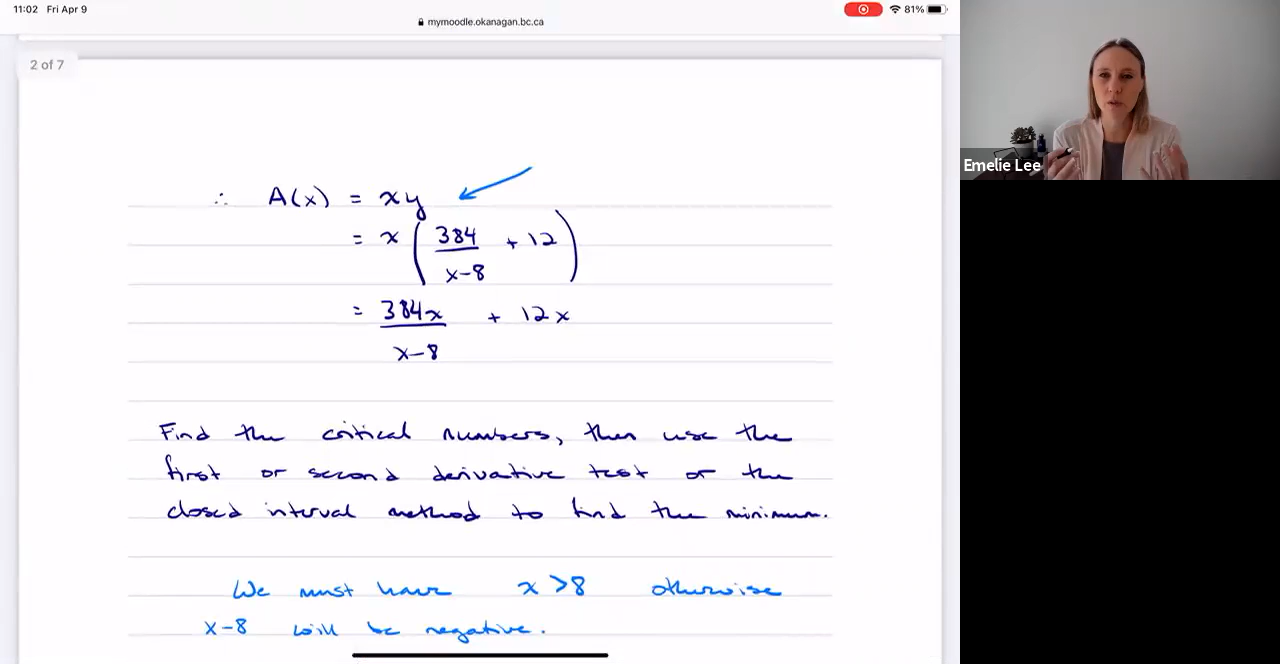 11:02 Fri Apr 9
81%
mymoodle.okanagan.bc.ca
2 of 7
Emelie Lee
∴ A(x) = xy
= x ( 384/x-8 + 12 )
= 384x/x-8 + 12x
Find the critical numbers, then use the
first or second derivative test or the
closed interval method to find the minimum.
We must have x > 8 otherwise
x-8 will be negative.